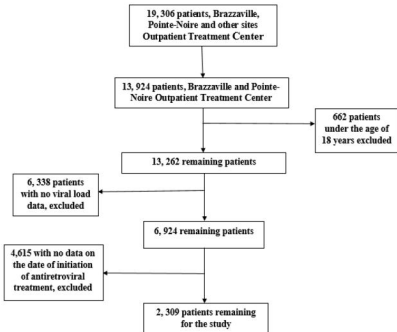 19, 306 patients, Brazzaville,
Pointe-Noire and other sites
Outpatient Treatment Center
13, 924 patients, Brazzaville and Pointe-
Noire Outpatient Treatment Center
662 patients
under the age of
18 years excluded
13, 262 remaining patients
6, 338 patients
with no viral load
data, excluded
6, 924 remaining patients
4,615 with no data on
the date of initiation
of antiretroviral
treatment, excluded
2, 309 patients remaining
for the study